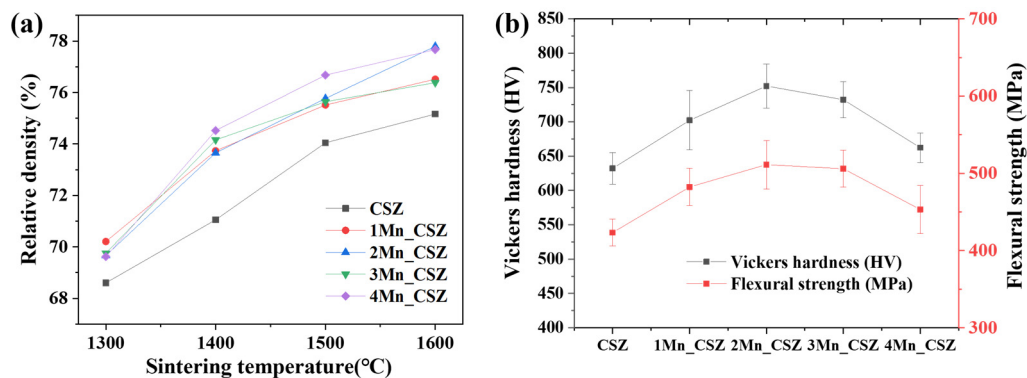 (a)
Relative density (%)
78
76
74
72
70
68
1300
1400
1500
1600
Sintering temperature(℃)
CSZ
1Mn_CSZ
2Mn_CSZ
3Mn_CSZ
4Mn_CSZ
(b)
Vickers hardness (HV)
850
800
750
700
650
600
550
500
450
400
CSZ
1Mn_CSZ
2Mn_CSZ
3Mn_CSZ
4Mn_CSZ
Vickers hardness (HV)
Flexural strength (MPa)
700
600
500
400
300
Flexural strength (MPa)